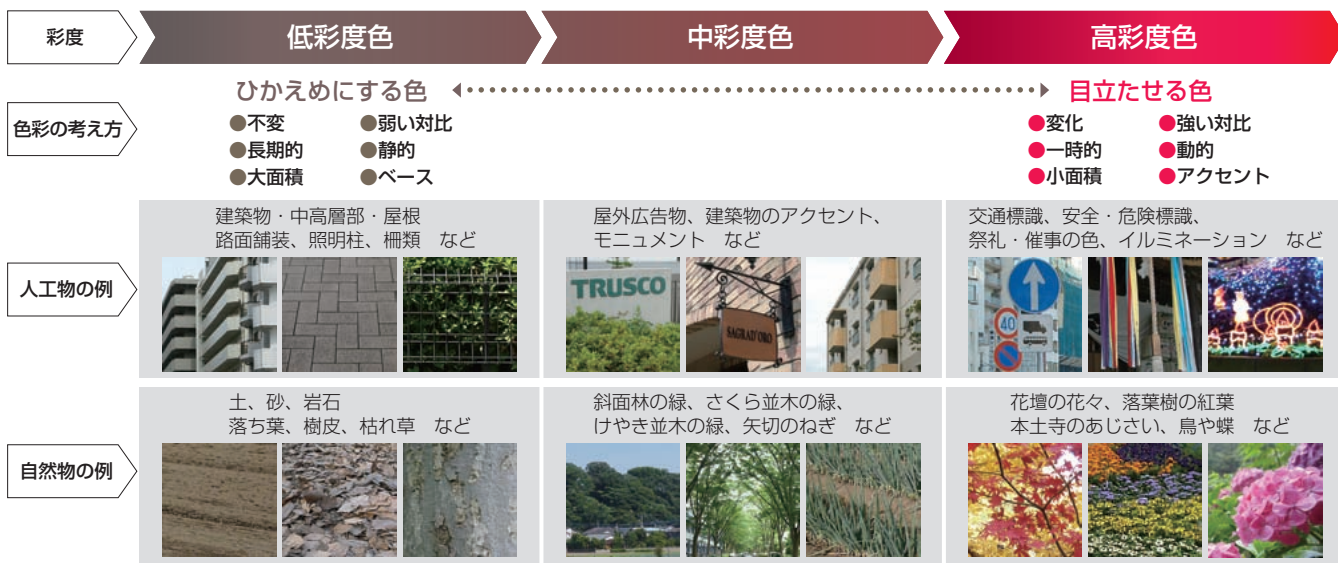 彩度
低彩度色
中彩度色
高彩度色
色彩の考え方
ひかえめにする色
目立たせる色
●不変 ●弱い対比
●長期的 ●静的
●大面積 ●ベース
●変化 ●強い対比
●一時的 ●動的
●小面積 ●アクセント
人工物の例
建築物・中高層部・屋根
路面舗装、照明柱、柵類 など
屋外広告物、建築物のアクセント、
モニュメント など
交通標識、安全・危険標識、
祭礼・催事の色、イルミネーション など
TRUSCO
SAGRAD'ORO
40
自然物の例
土、砂、岩石
落ち葉、樹皮、枯れ草 など
斜面林の緑、さくら並木の緑、
けやき並木の緑、矢切のねぎ など
花壇の花々、落葉樹の紅葉
本土寺のあじさい、鳥や蝶 など